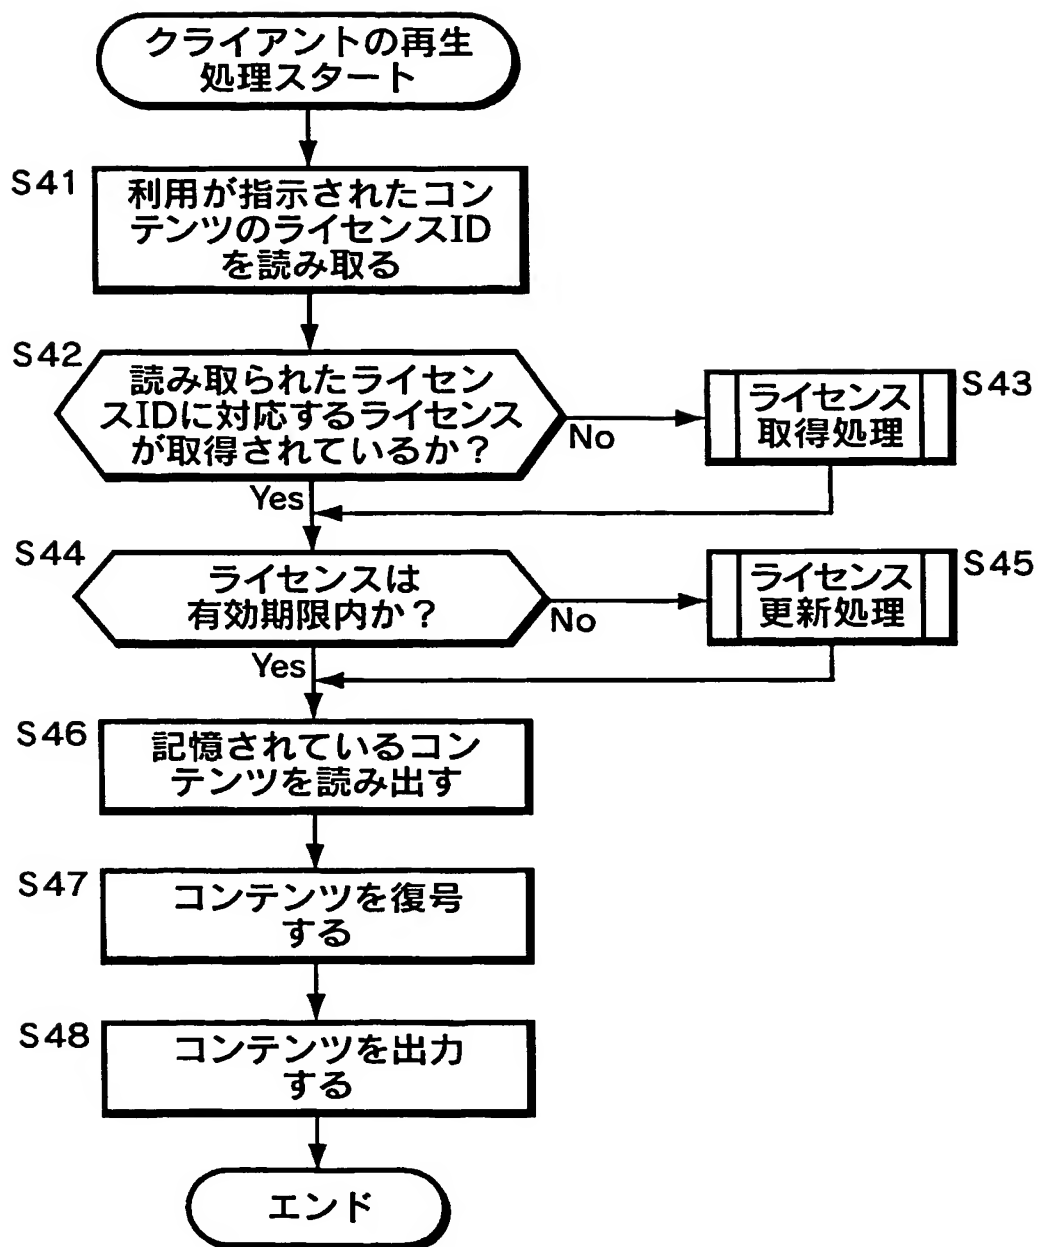 クライアントの再生
処理スタート
S41
利用が指示されたコン
テンツのライセンスID
を読み取る
S42
読み取られたライセン
スIDに対応するライセンス
が取得されているか？
No
S43
ライセンス
取得処理
Yes
S44
ライセンスは
有効期限内か？
No
S45
ライセンス
更新処理
Yes
S46
記憶されているコン
テンツを読み出す
S47
コンテンツを復号
する
S48
コンテンツを出力
する
エンド